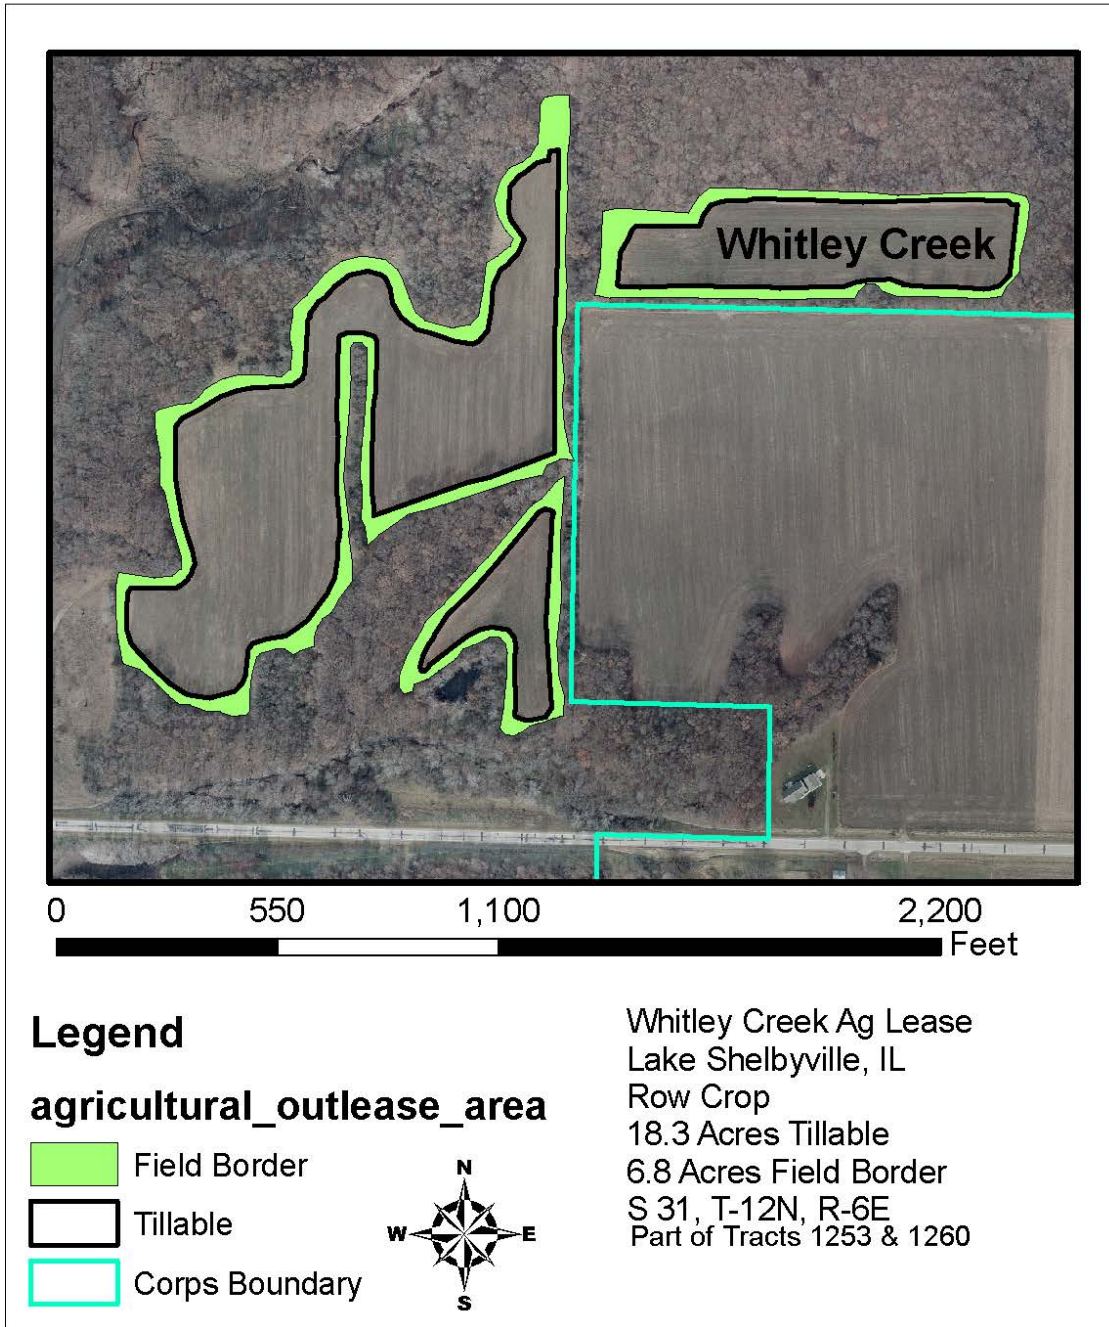 Whitley Creek
0 550 1,100 2,200
Feet
Legend
agricultural_outlease_area
Field Border
Tillable
Corps Boundary
N
W E
S
Whitley Creek Ag Lease
Lake Shelbyville, IL
Row Crop
18.3 Acres Tillable
6.8 Acres Field Border
S 31, T-12N, R-6E
Part of Tracts 1253 & 1260